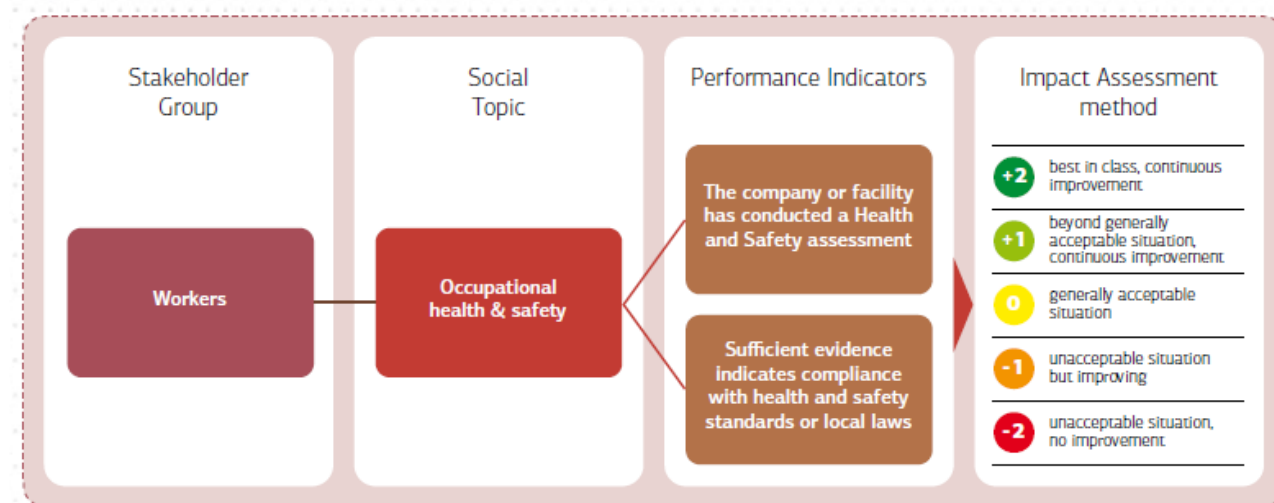 Stakeholder
Group
Social
Topic
Performance Indicators
Impact Assessment
method
Workers
Occupational
health & safety
The company or facility
has conducted a Health
and Safety assessment
Sufficient evidence
indicates compliance
with health and safety
standards or local laws
+2
best in class, continuous
improvement
+1
beyond generally
acceptable situation,
continuous improvement
0
generally acceptable
situation
-1
unacceptable situation
but improving
-2
unacceptable situation,
no improvement